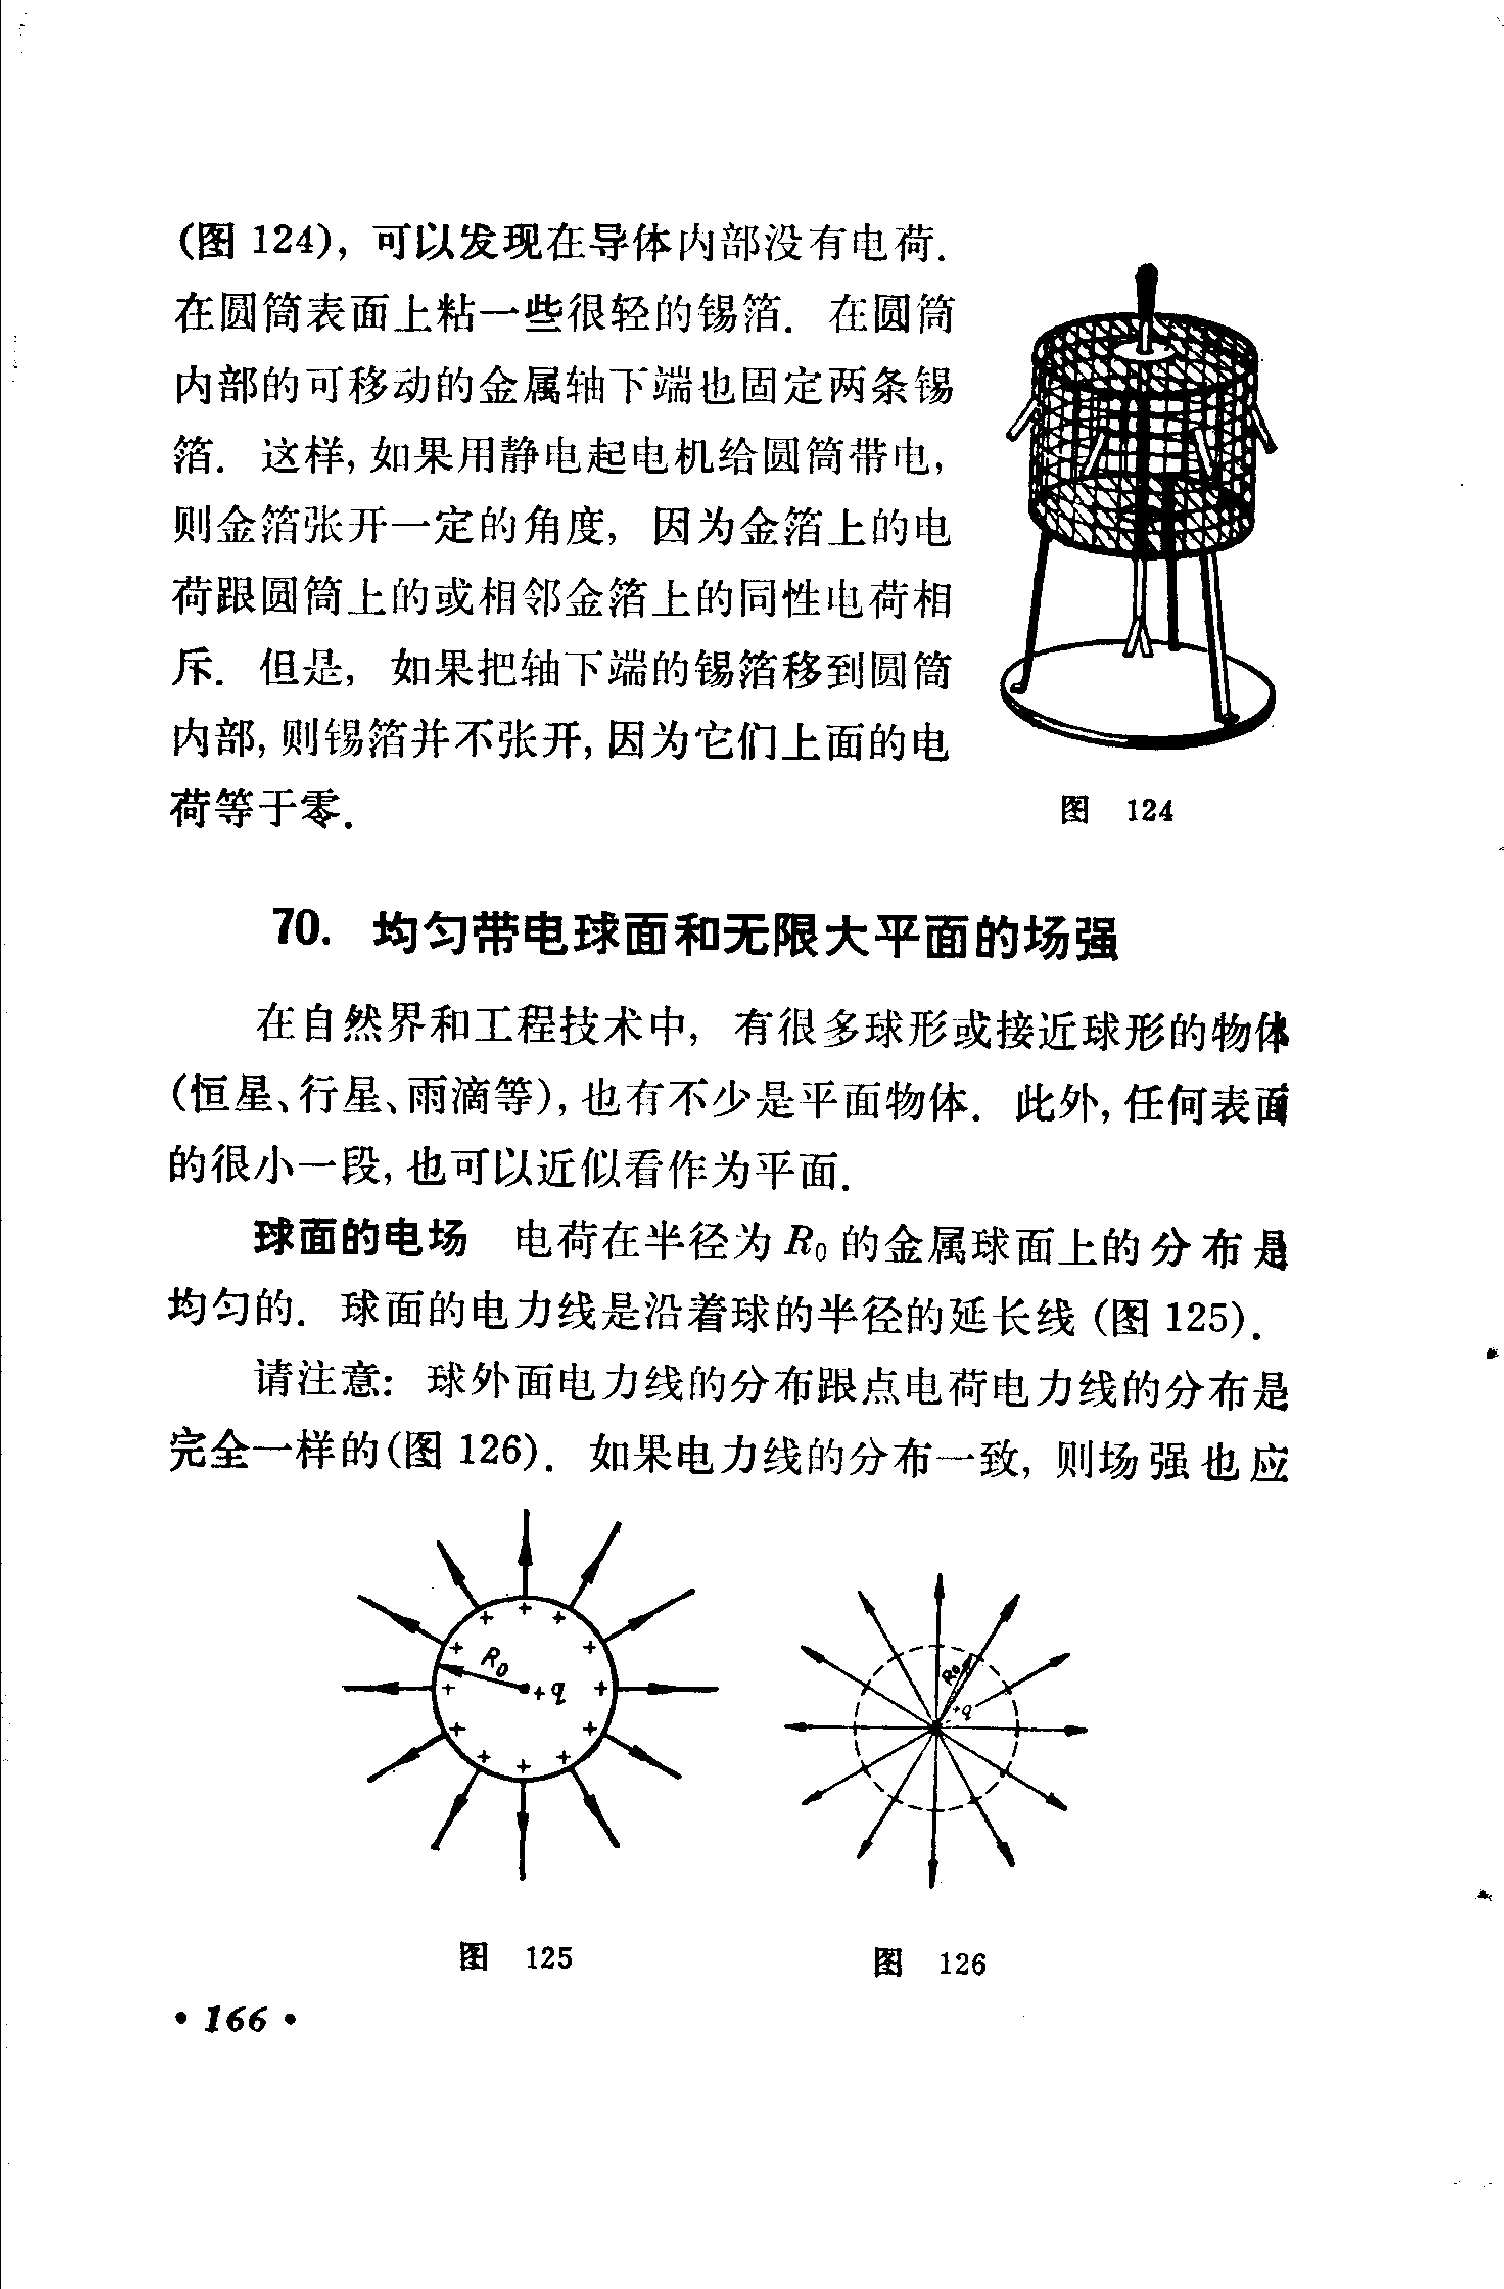 (图 124), 可以发现在导体内部没有电荷.
在圆筒表面上粘一些很轻的锡箔. 在圆筒
内部的可移动的金属轴下端也固定两条锡
箔. 这样, 如果用静电起电机给圆筒带电,
则金箔张开一定的角度, 因为金箔上的电
荷跟圆筒上的或相邻金箔上的同性电荷相
斥. 但是, 如果把轴下端的锡箔移到圆筒
内部, 则锡箔并不张开, 因为它们上面的电
荷等于零.
图 124
70. 均匀带电球面和无限大平面的场强
在自然界和工程技术中, 有很多球形或接近球形的物体
(恒星、行星、雨滴等), 也有不少是平面物体. 此外, 任何表面
的很小一段, 也可以近似看作为平面.
球面的电场 电荷在半径为 R₀ 的金属球面上的分布是
均匀的. 球面的电力线是沿着球的半径的延长线 (图 125).
请注意: 球外面电力线的分布跟点电荷电力线的分布是
完全一样的(图 126). 如果电力线的分布一致, 则场强也应
R₀
+q
R₀
+q
图 125
图 126
• 166 •